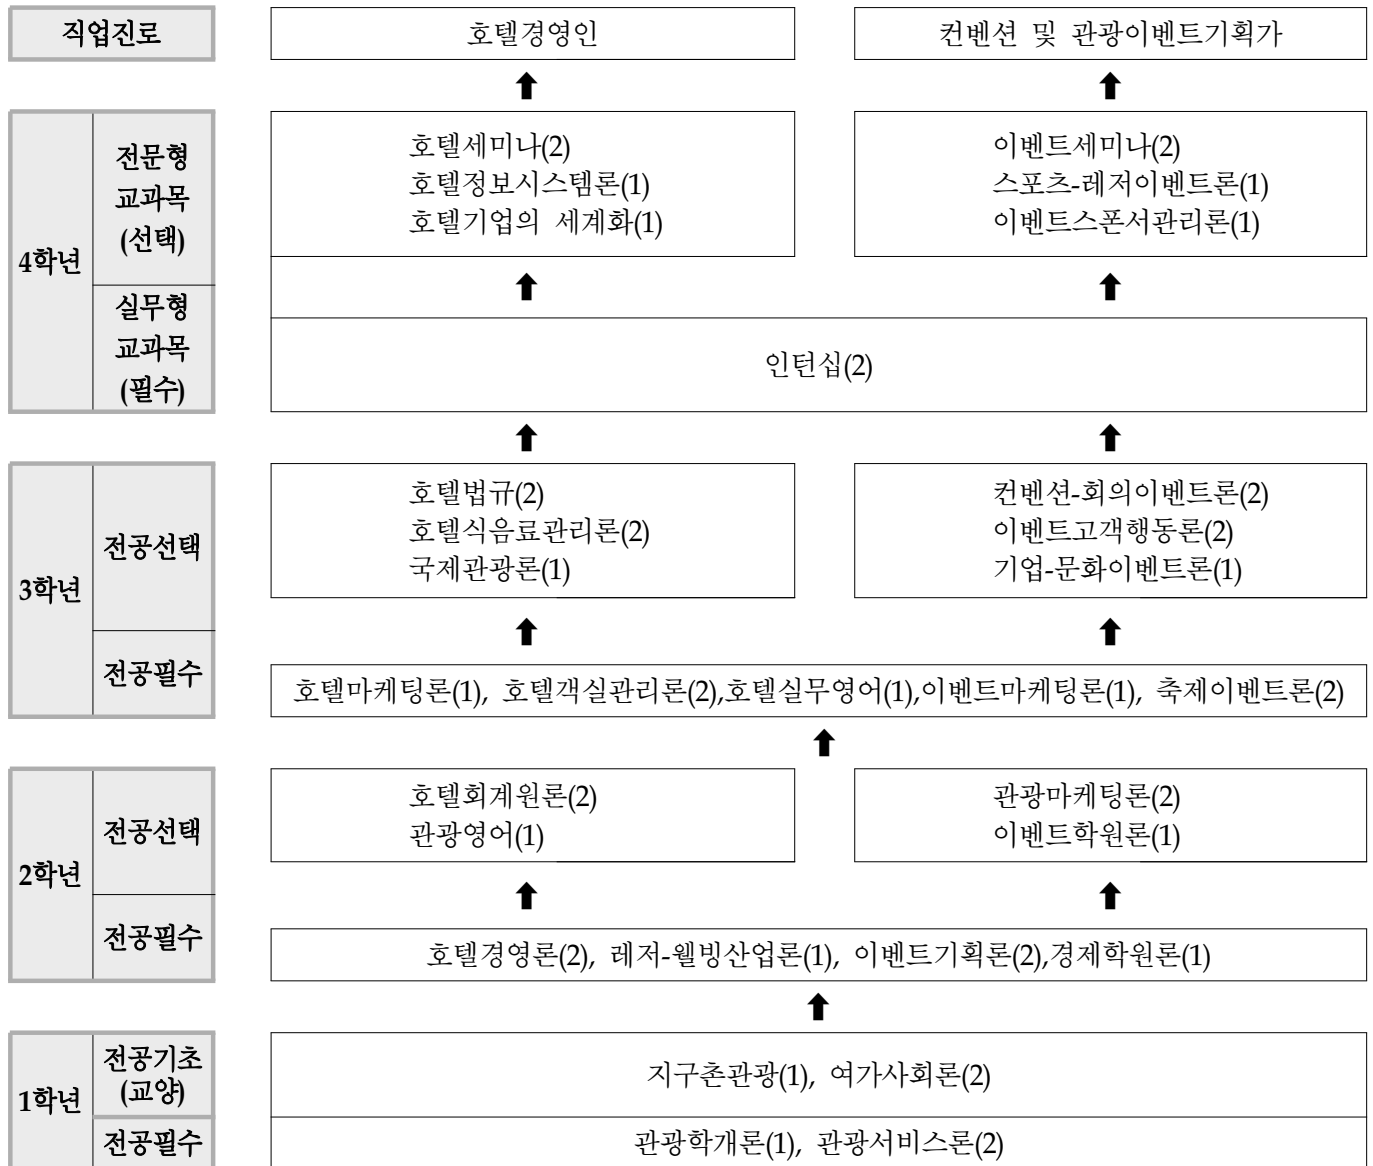 직업진로
호텔경영인
컨벤션 및 관광이벤트기획가
4학년
전문형
교과목
(선택)
호텔세미나(2)
호텔정보시스템론(1)
호텔기업의 세계화(1)
이벤트세미나(2)
스포츠-레저이벤트론(1)
이벤트스폰서관리론(1)
실무형
교과목
(필수)
인턴십(2)
3학년
전공선택
호텔법규(2)
호텔식음료관리론(2)
국제관광론(1)
컨벤션-회의이벤트론(2)
이벤트고객행동론(2)
기업-문화이벤트론(1)
전공필수
호텔마케팅론(1), 호텔객실관리론(2),호텔실무영어(1),이벤트마케팅론(1), 축제이벤트론(2)
2학년
전공선택
호텔회계원론(2)
관광영어(1)
관광마케팅론(2)
이벤트학원론(1)
전공필수
호텔경영론(2), 레저-웰빙산업론(1), 이벤트기획론(2),경제학원론(1)
1학년
전공기초
(교양)
지구촌관광(1), 여가사회론(2)
전공필수
관광학개론(1), 관광서비스론(2)